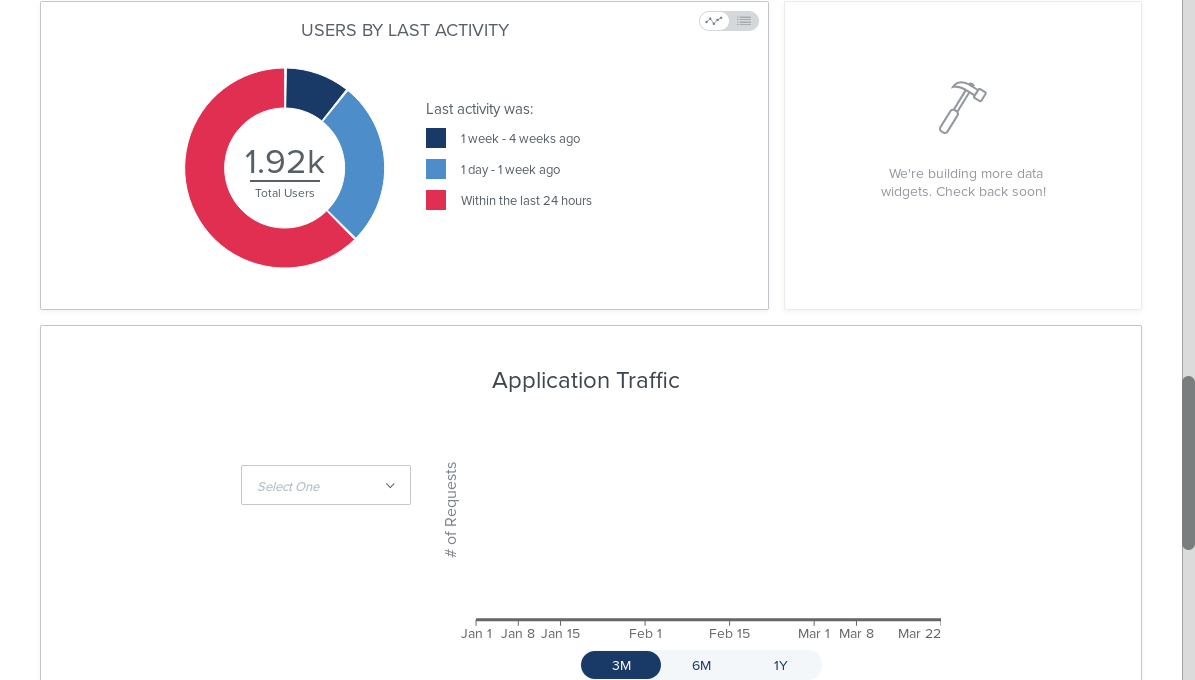 USERS BY LAST ACTIVITY
1.92k
Total Users
Last activity was:
1 week - 4 weeks ago
1 day - 1 week ago
Within the last 24 hours
We're building more data
widgets. Check back soon!
Application Traffic
Select One
# of Requests
Jan 1 Jan 8 Jan 15 Feb 1 Feb 15 Mar 1 Mar 8 Mar 22
3M 6M 1Y